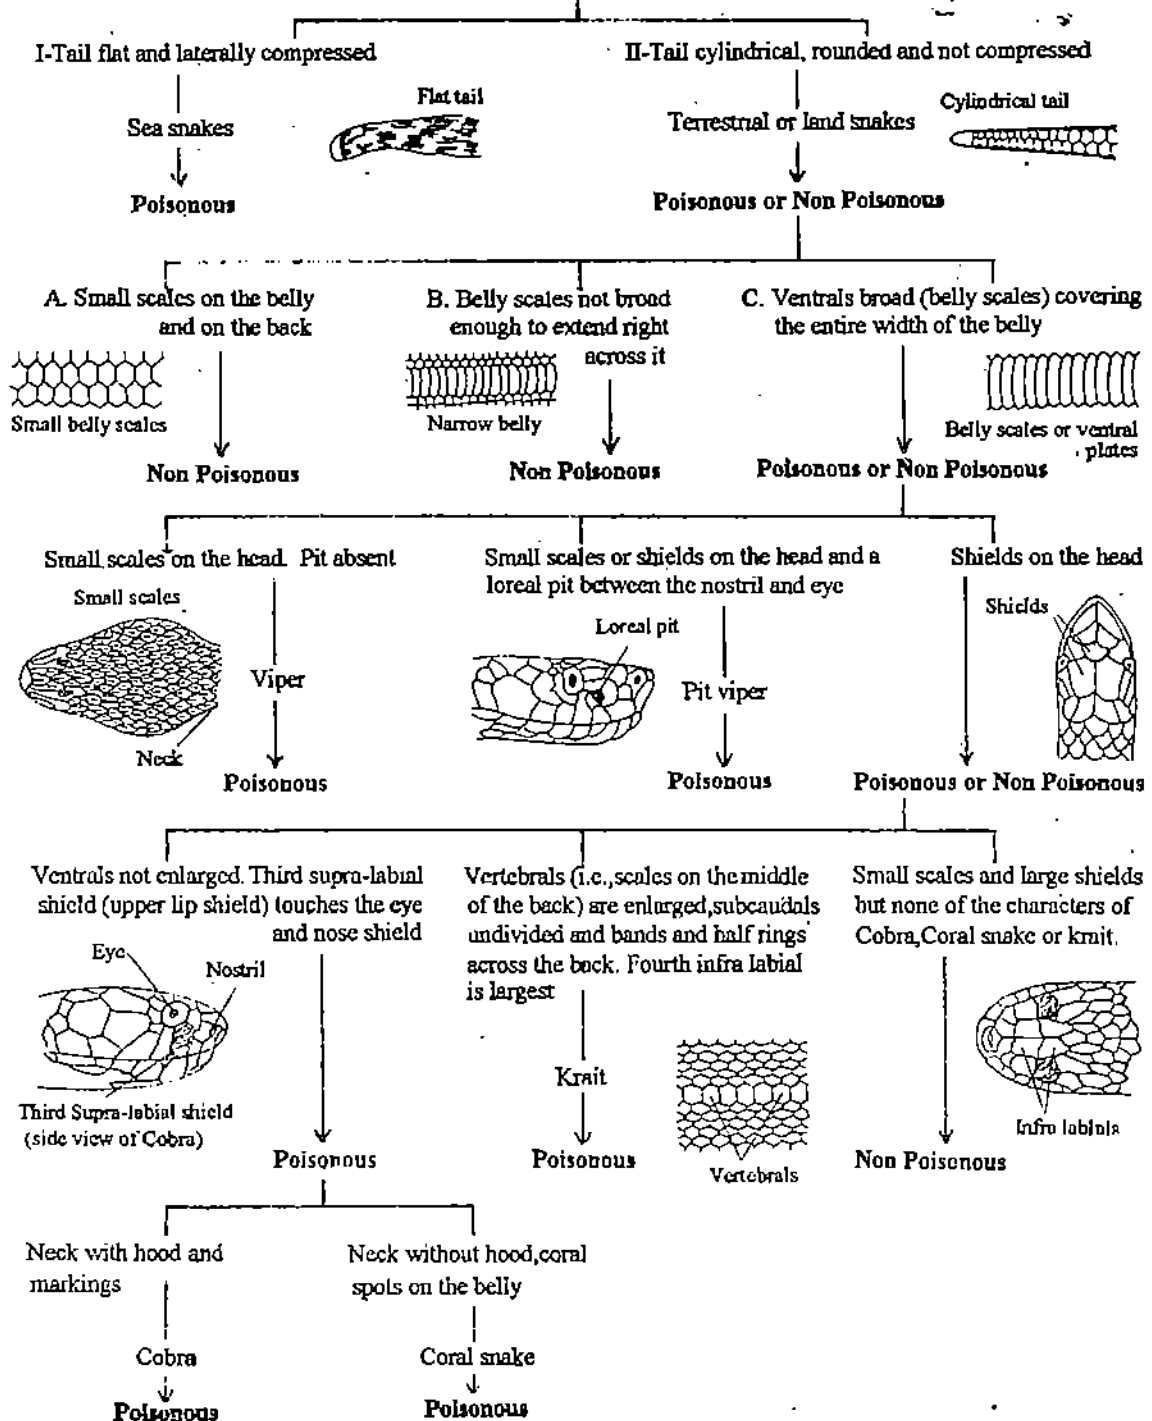 I-Tail flat and laterally compressed
II-Tail cylindrical, rounded and not compressed
Flat tail
Cylindrical tail
Sea snakes
Terrestrial or land snakes
Poisonous
Poisonous or Non Poisonous
A. Small scales on the belly
and on the back
B. Belly scales not broad
enough to extend right
across it
C. Ventrals broad (belly scales) covering
the entire width of the belly
Small belly scales
Narrow belly
Belly scales or ventral
plates
Non Poisonous
Non Poisonous
Poisonous or Non Poisonous
Small scales on the head. Pit absent
Small scales or shields on the head and a
loreal pit between the nostril and eye
Shields on the head
Small scales
Loreal pit
Shields
Viper
Pit viper
Neck
Poisonous
Poisonous
Poisonous or Non Poisonous
Ventrals not enlarged. Third supra-labial
shield (upper lip shield) touches the eye
and nose shield
Vertebrals (i.e.,scales on the middle
of the back) are enlarged,subcaudals
undivided and bands and half rings
across the back. Fourth infra labial
is largest
Small scales and large shields
but none of the characters of
Cobra,Coral snake or krait.
Eye
Nostril
Krait
Third Supra-labial shield
(side view of Cobra)
Infra labials
Poisonous
Poisonous
Vertebrals
Non Poisonous
Neck with hood and
markings
Neck without hood,coral
spots on the belly
Cobra
Coral snake
Poisonous
Poisonous